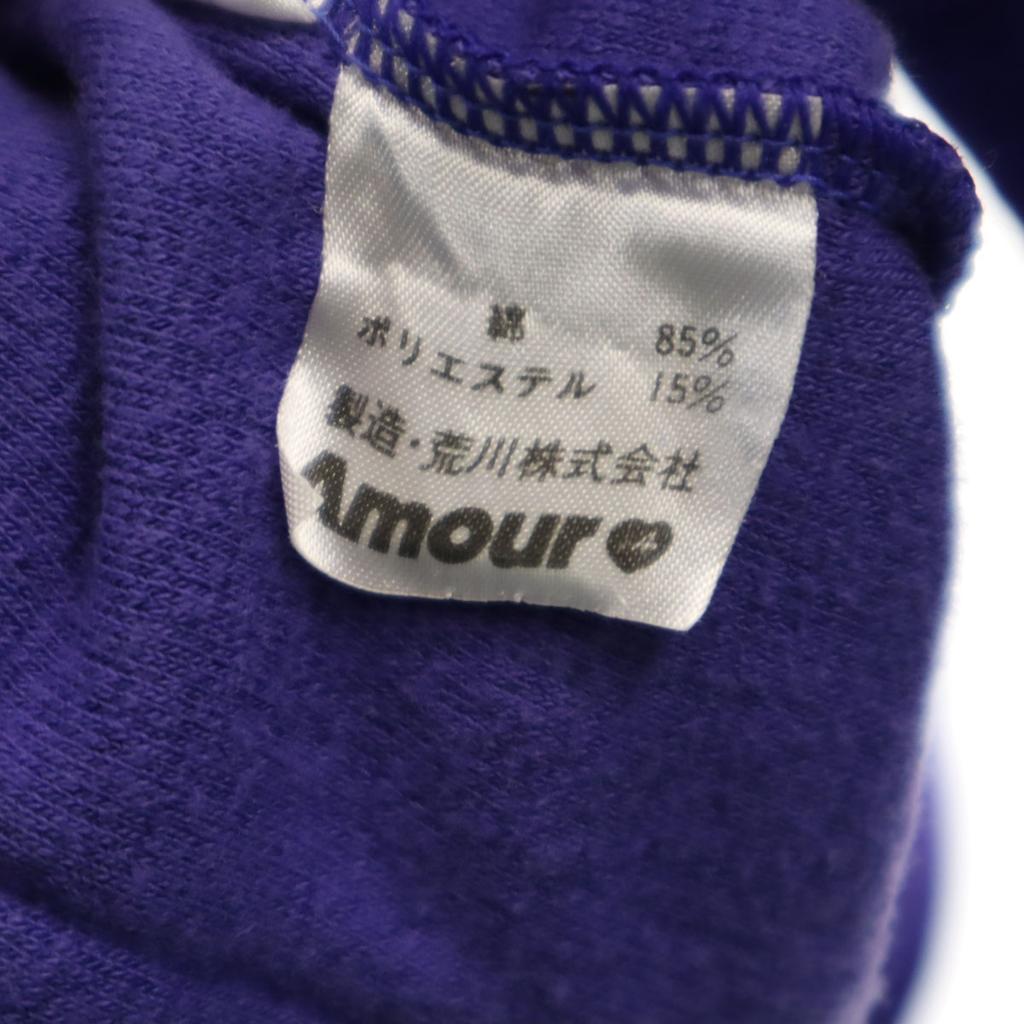 綿 85%
ポリエステル 15%
製造・荒川株式会社
Amour